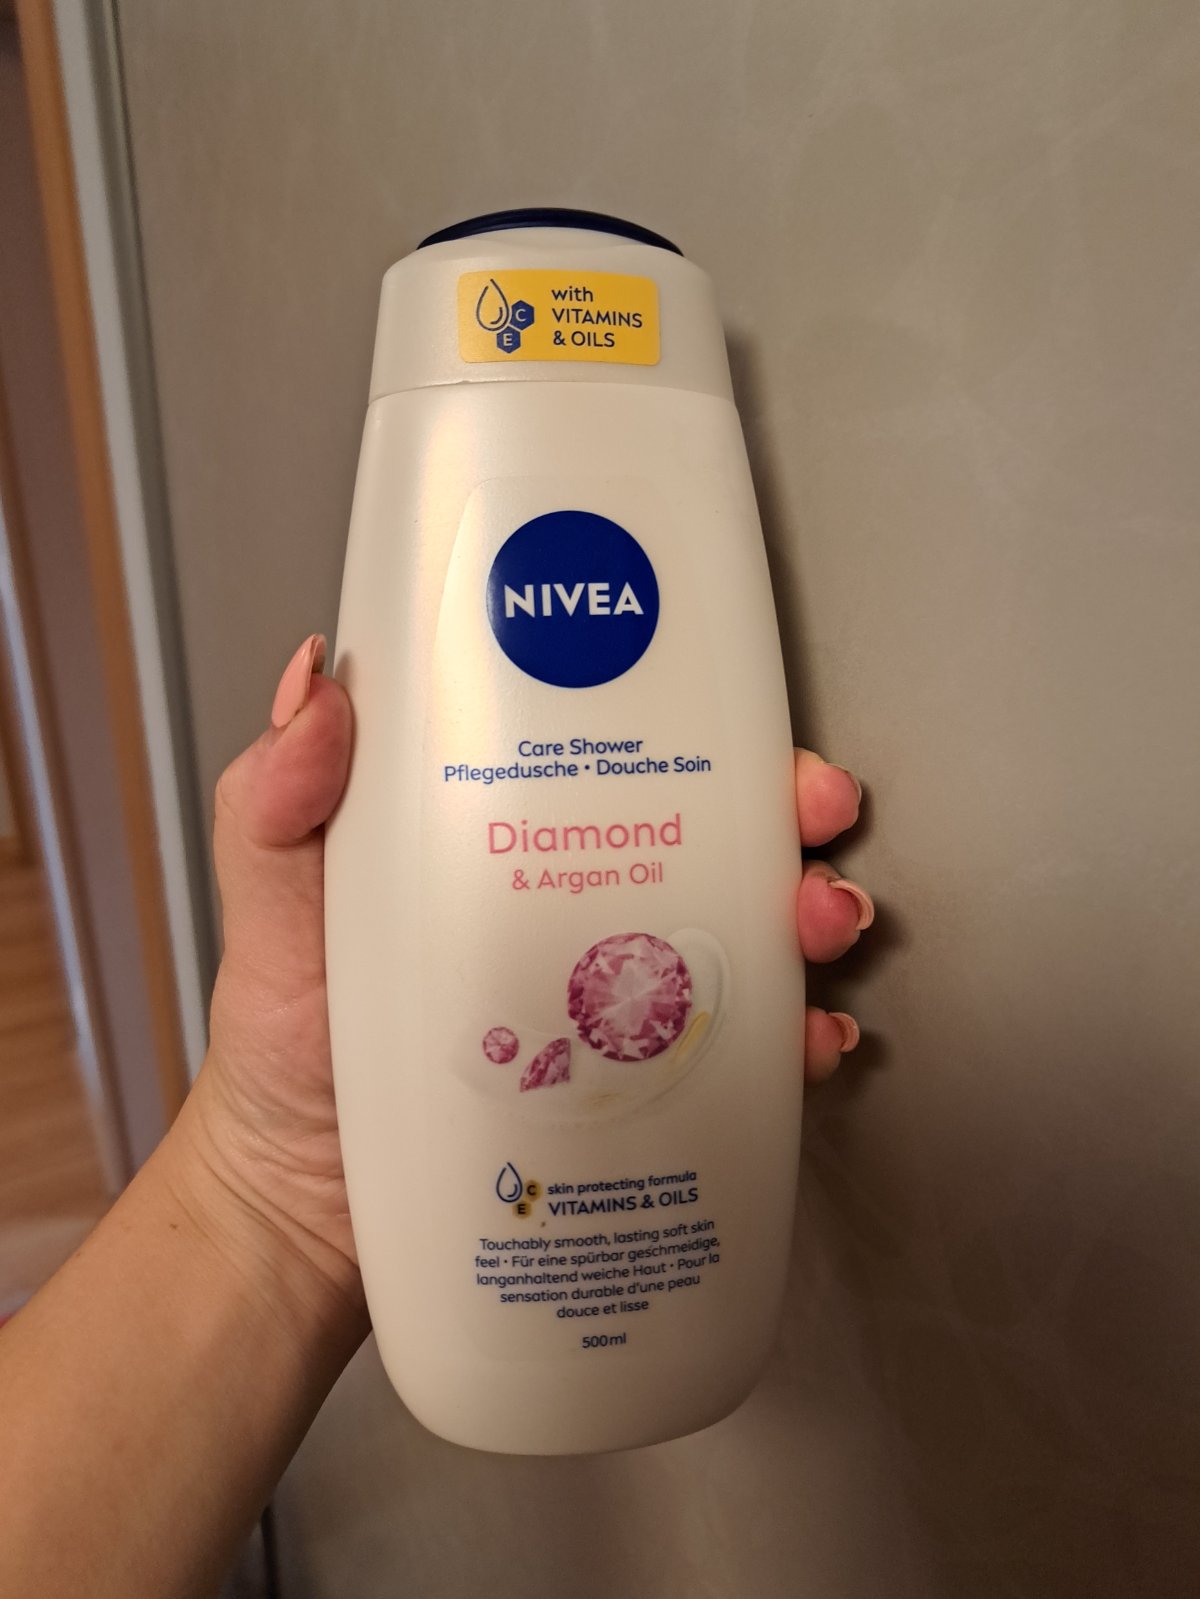 C
E
with
VITAMINS
& OILS
NIVEA
Care Shower
Pflegedusche • Douche Soin
Diamond
& Argan Oil
C
E
skin protecting formula
VITAMINS & OILS
Touchably smooth, lasting soft skin
feel • Für eine spürbar geschmeidige,
langanhaltend weiche Haut • Pour la
sensation durable d'une peau
douce et lisse
500ml